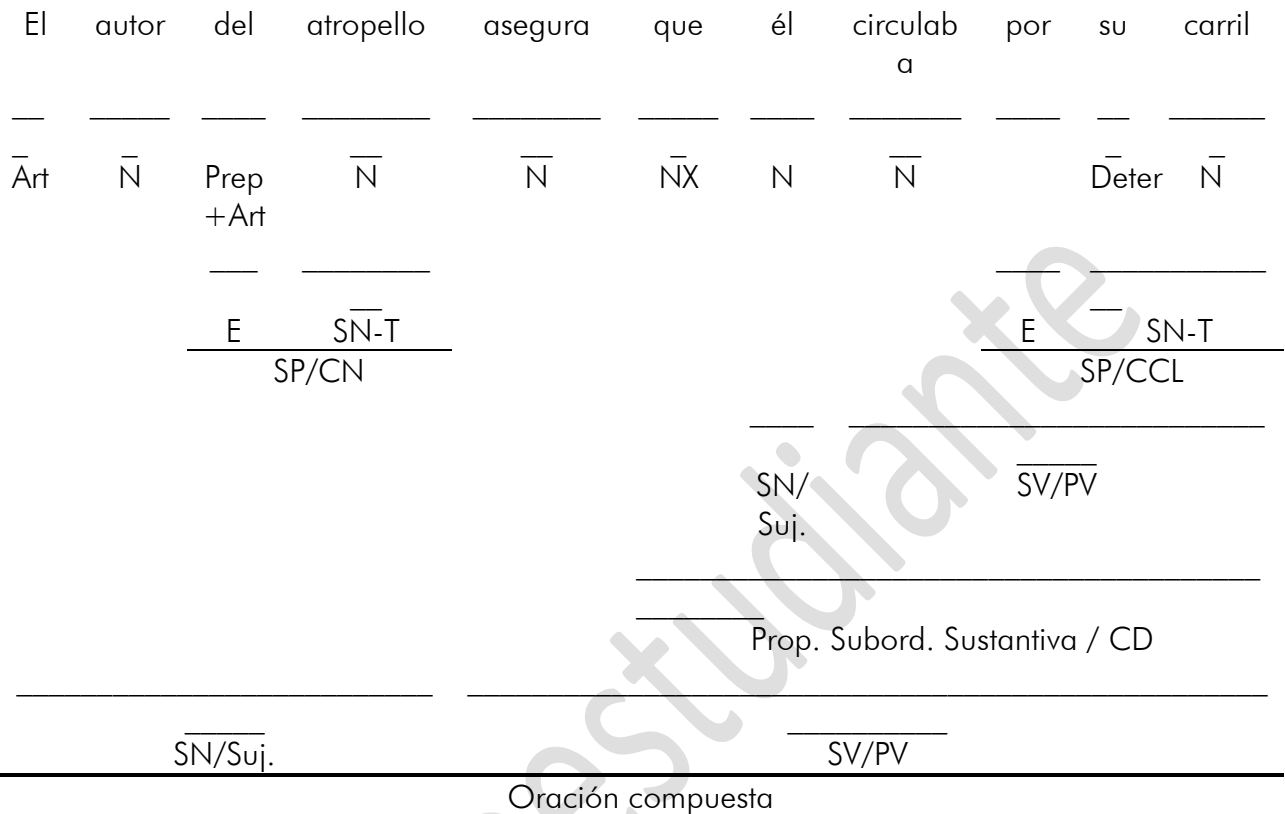 El autor del atropello asegura que él circulab por su carril
a
Art N Prep N N NX N N Deter N
+Art
E SN-T E SN-T
SP/CN SP/CCL
SN/ SV/PV
Suj.
Prop. Subord. Sustantiva / CD
SN/Suj. SV/PV
Oración compuesta
estudiante